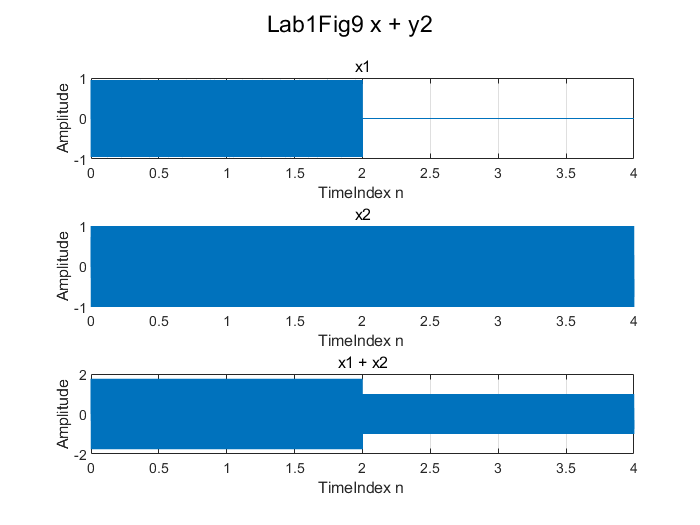 Lab1Fig9 x + y2
x1
Amplitude
1
0
-1
0 0.5 1 1.5 2 2.5 3 3.5 4
TimeIndex n
x2
Amplitude
1
0
-1
0 0.5 1 1.5 2 2.5 3 3.5 4
TimeIndex n
x1 + x2
Amplitude
2
0
-2
0 0.5 1 1.5 2 2.5 3 3.5 4
TimeIndex n